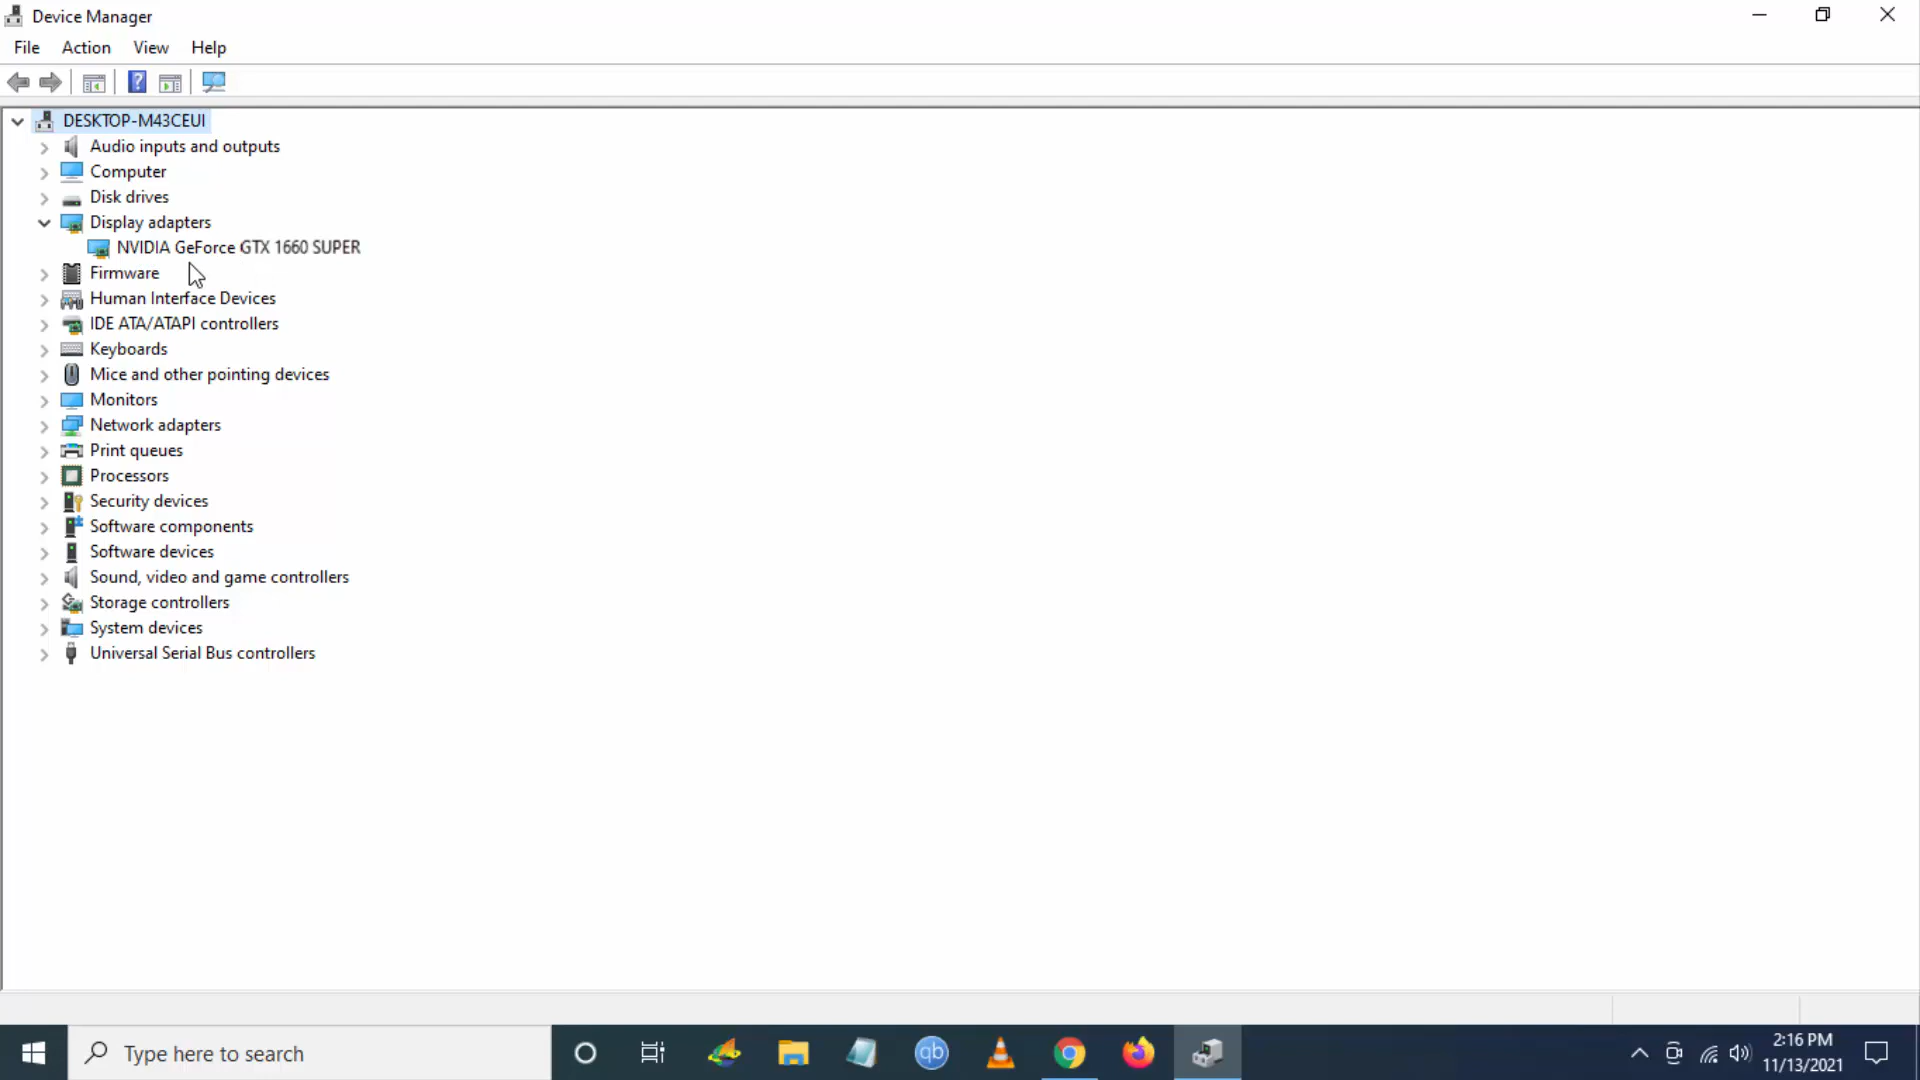 Device Manager
File Action View Help
DESKTOP-M43CEUI
Audio inputs and outputs
Computer
Disk drives
Display adapters
NVIDIA GeForce GTX 1660 SUPER
Firmware
Human Interface Devices
IDE ATA/ATAPI controllers
Keyboards
Mice and other pointing devices
Monitors
Network adapters
Print queues
Processors
Security devices
Software components
Software devices
Sound, video and game controllers
Storage controllers
System devices
Universal Serial Bus controllers
Type here to search
qb
2:16 PM
11/13/2021